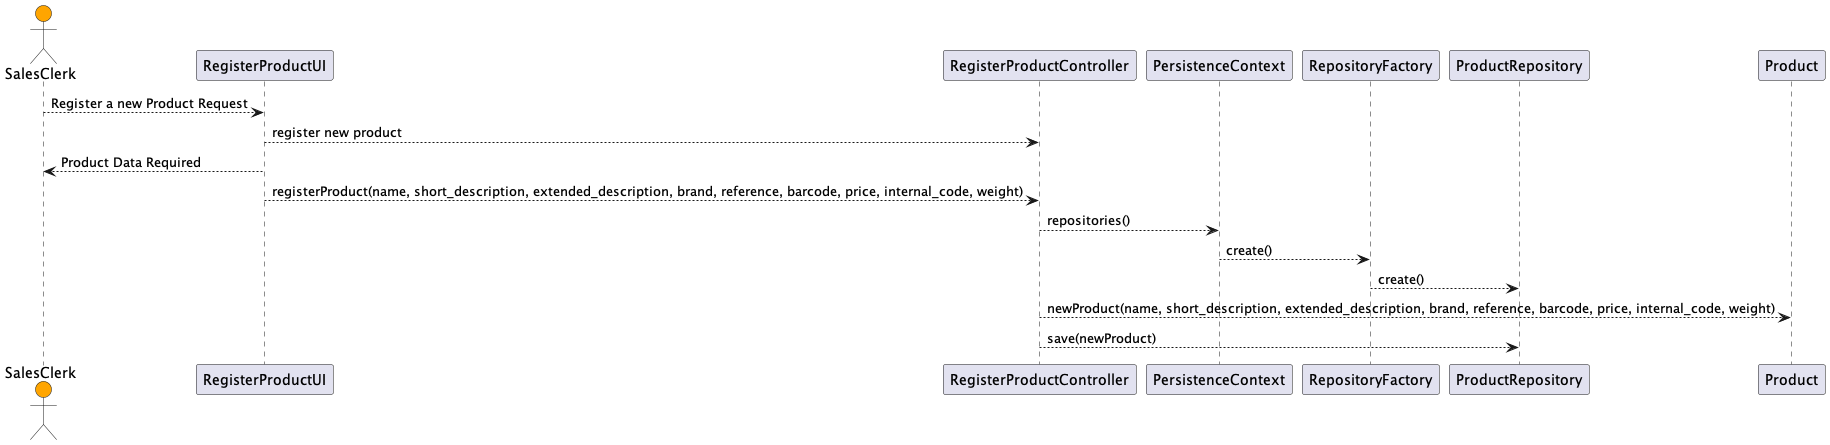 SalesClerk
RegisterProductUI
RegisterProductController
PersistenceContext
RepositoryFactory
ProductRepository
Product
Register a new Product Request
register new product
Product Data Required
registerProduct(name, short_description, extended_description, brand, reference, barcode, price, internal_code, weight)
repositories()
create()
create()
newProduct(name, short_description, extended_description, brand, reference, barcode, price, internal_code, weight)
save(newProduct)
SalesClerk
RegisterProductUI
RegisterProductController
PersistenceContext
RepositoryFactory
ProductRepository
Product